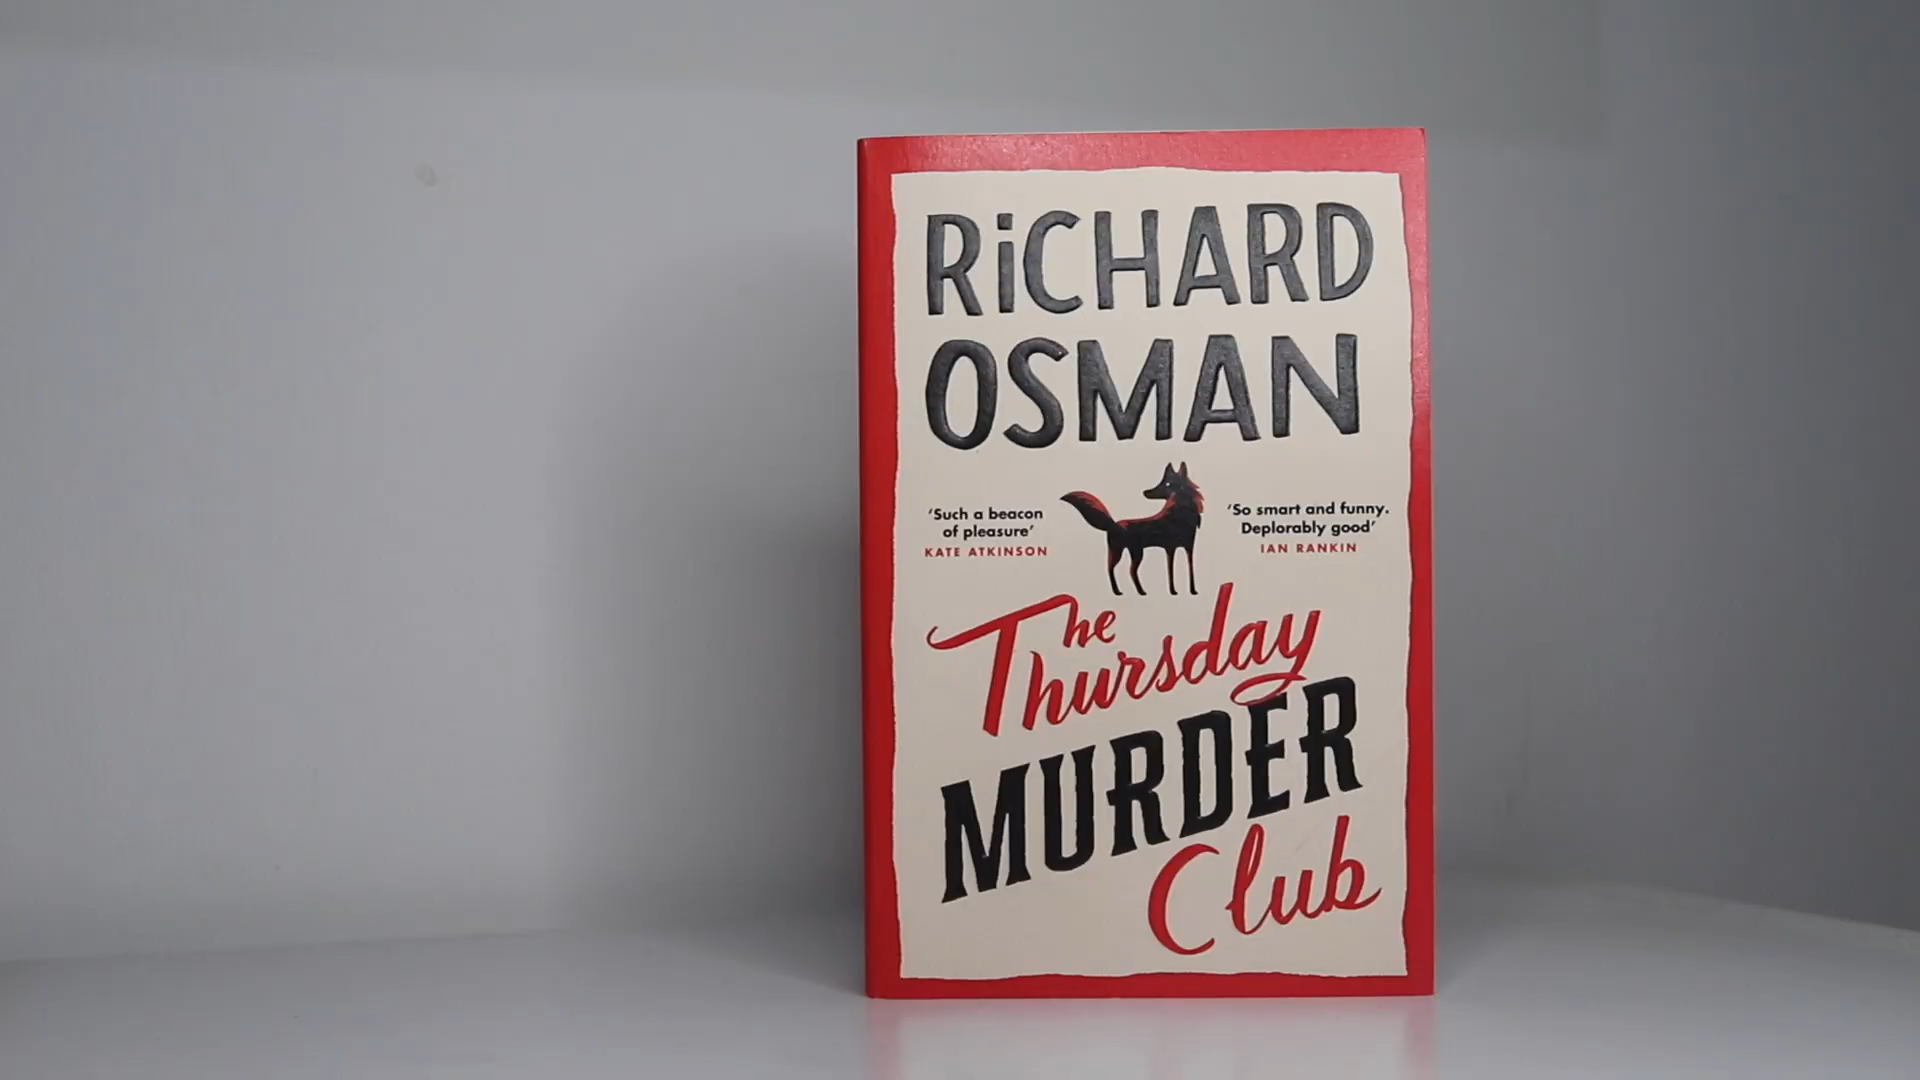 RiCHARD
OSMAN
‘Such a beacon
of pleasure’
KATE ATKINSON
‘So smart and funny.
Deplorably good’
IAN RANKIN
The
Thursday
MURDER
Club